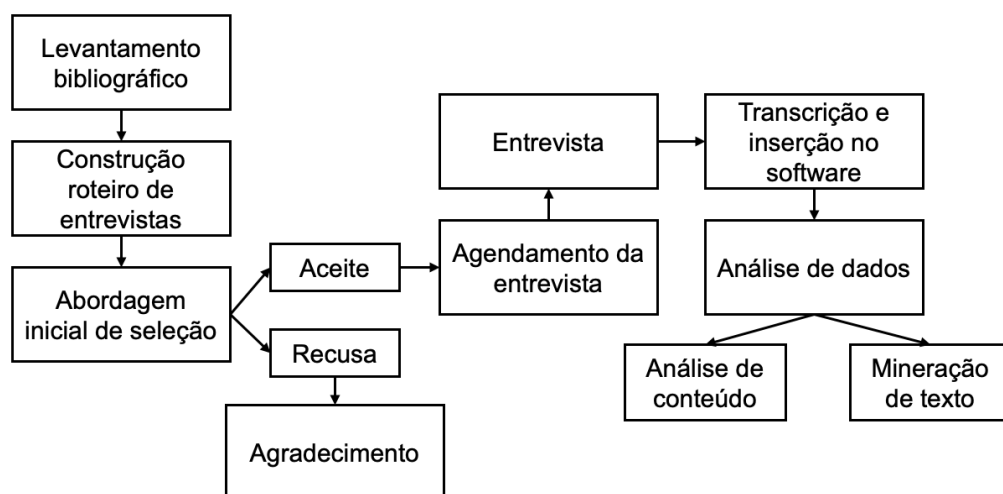 Levantamento
bibliográfico
Construção
roteiro de
entrevistas
Abordagem
inicial de seleção
Aceite
Recusa
Agradecimento
Agendamento da
entrevista
Entrevista
Transcrição e
inserção no
software
Análise de dados
Análise de
conteúdo
Mineração
de texto